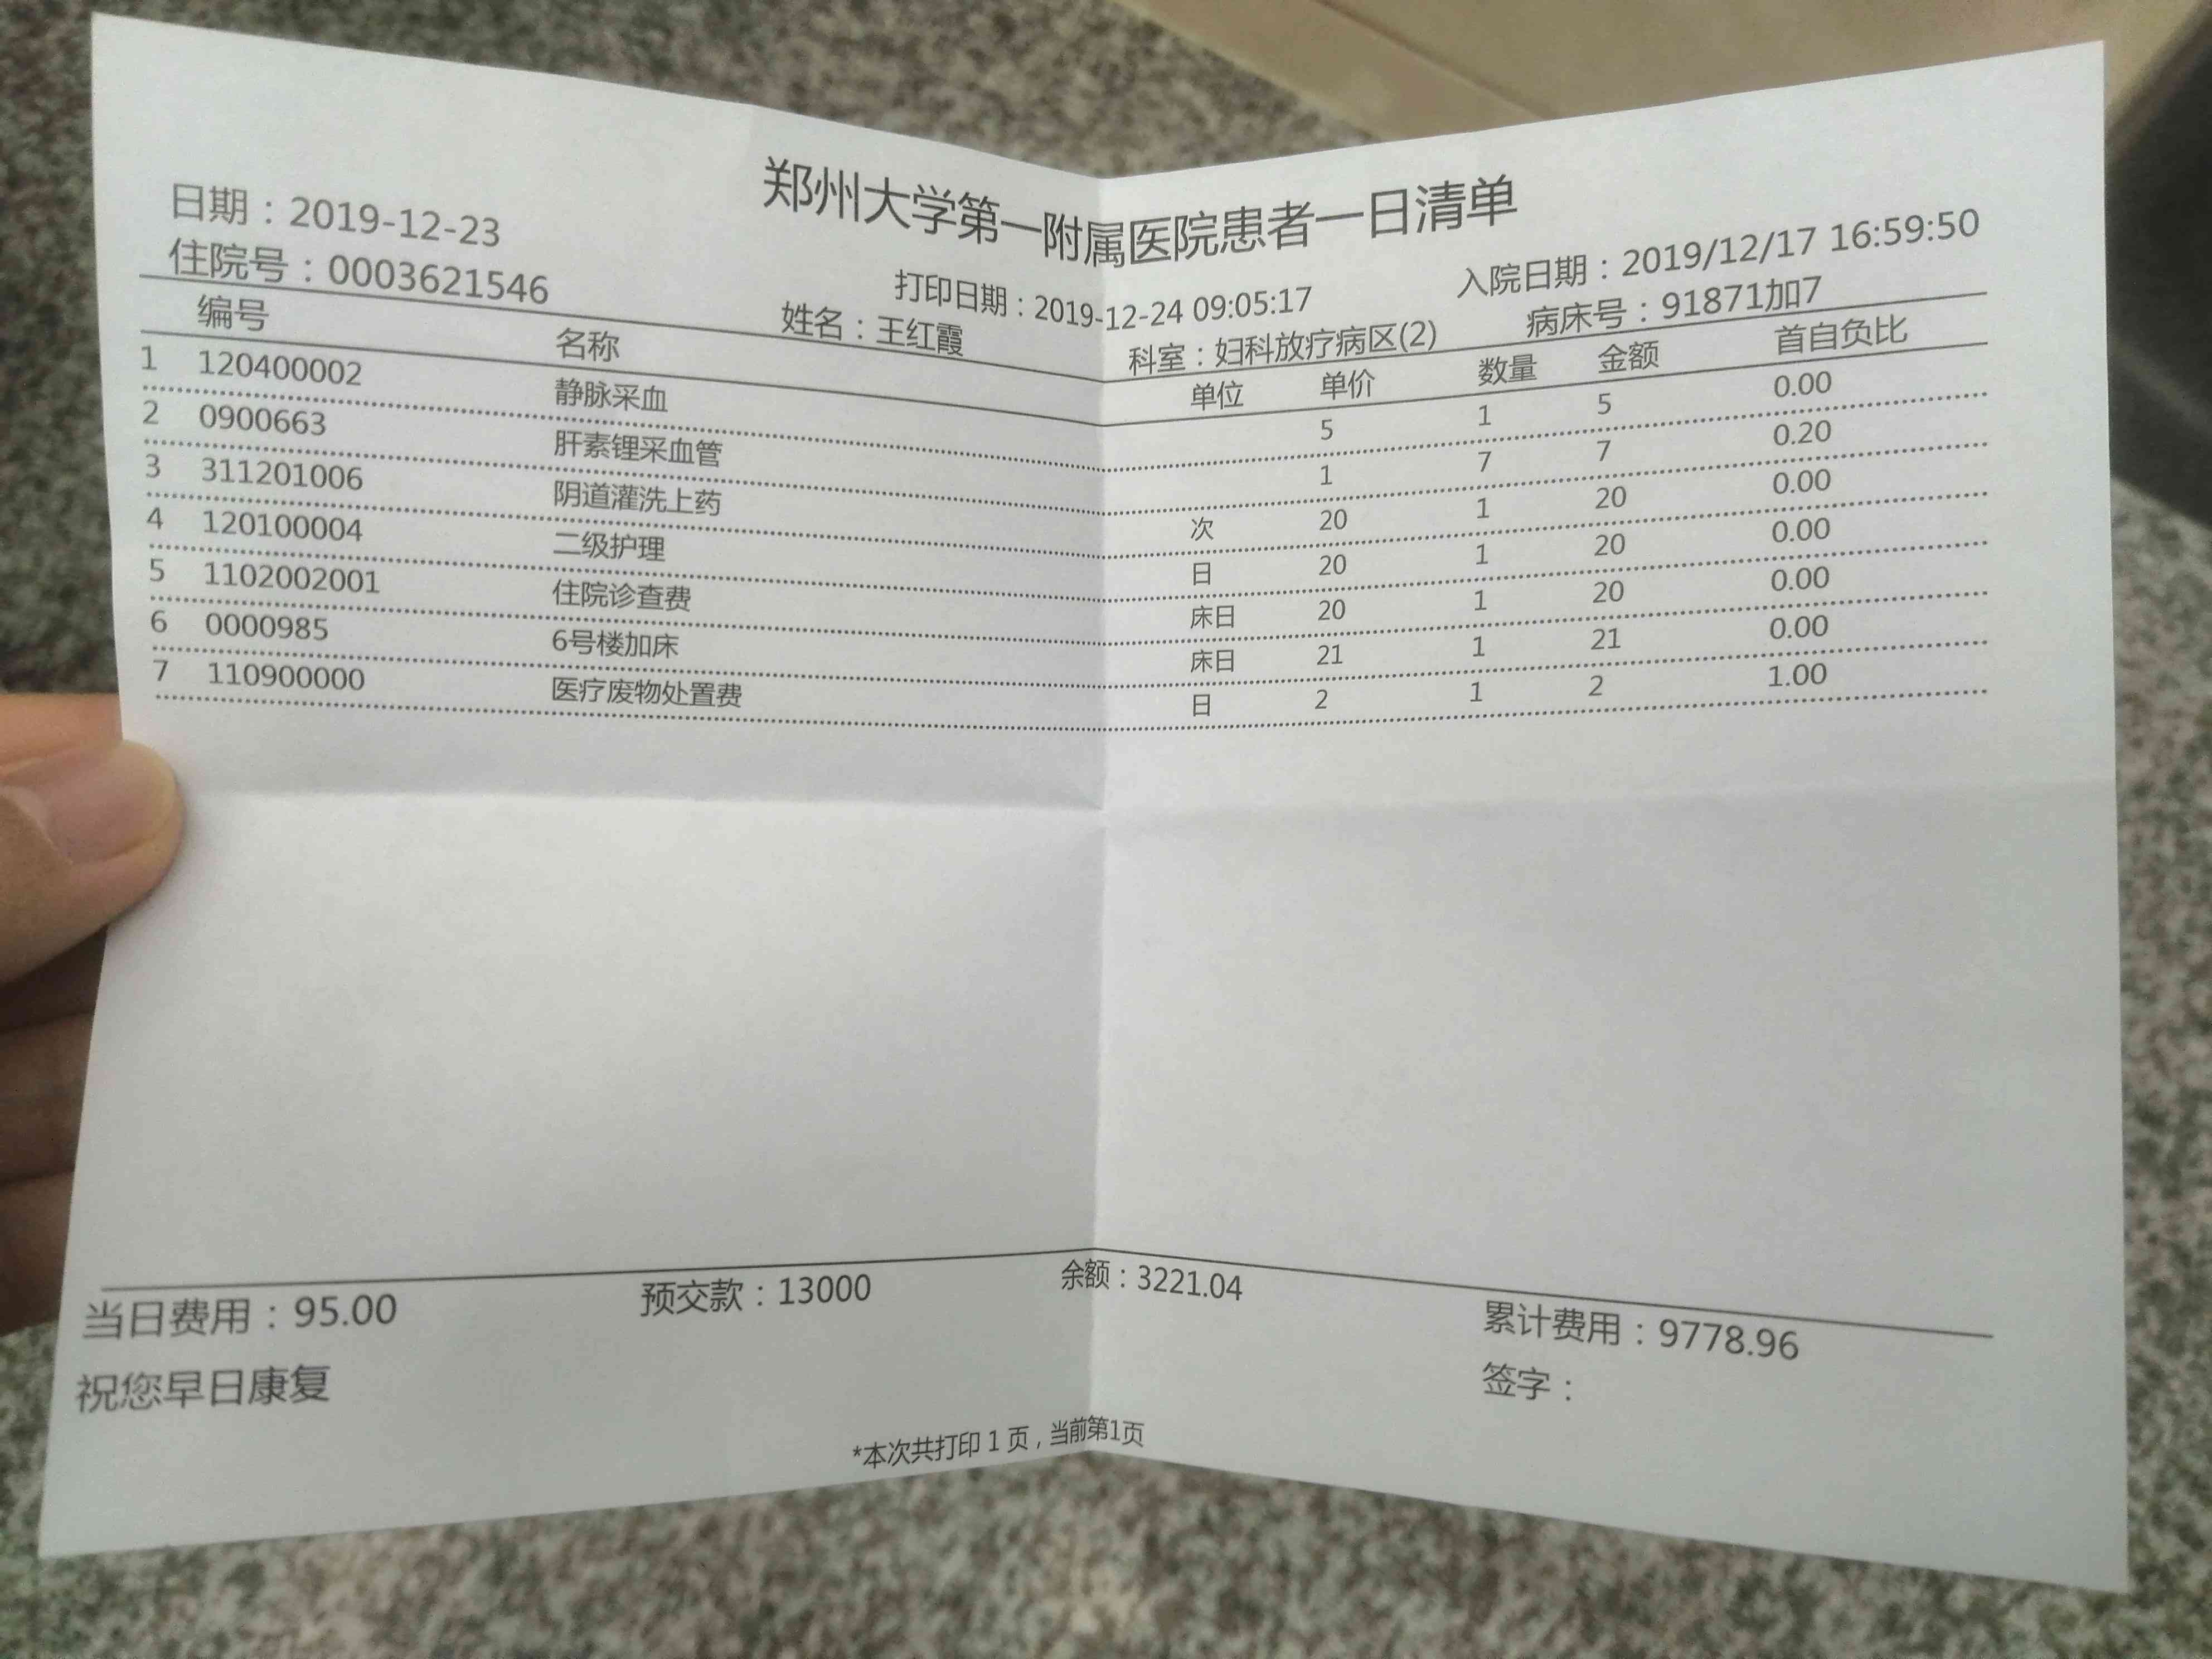 郑州大学第一附属医院患者一日清单
日期：2019-12-23 打印日期：2019-12-24 09:05:17 入院日期：2019/12/17 16:59:50
住院号：0003621546 姓名：王红霞 科室：妇科放疗病区(2) 病床号：91871加7
编号 名称 单位 单价 数量 金额 首自负比
1 120400002 静脉采血 5 1 5 0.00
2 0900663 肝素锂采血管 1 7 7 0.20
3 311201006 阴道灌洗上药 次 20 1 20 0.00
4 120100004 二级护理 日 20 1 20 0.00
5 1102002001 住院诊查费 床日 20 1 20 0.00
6 0000985 6号楼加床 床日 21 1 21 0.00
7 110900000 医疗废物处置费 日 2 1 2 1.00
当日费用：95.00 预交款：13000 余额：3221.04 累计费用：9778.96
祝您早日康复 签字：
*本次共打印 1 页，当前第1页